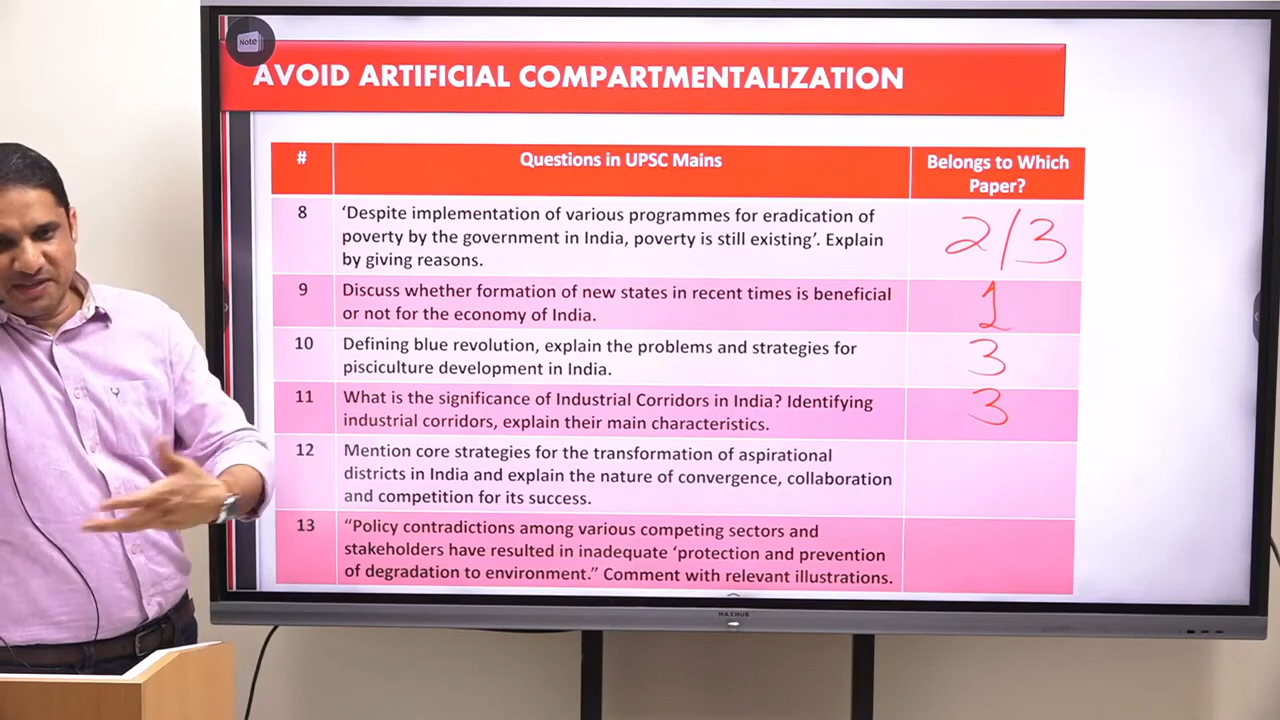 Note
AVOID ARTIFICIAL COMPARTMENTALIZATION
# Questions in UPSC Mains Belongs to Which
Paper?
8 ‘Despite implementation of various programmes for eradication of
poverty by the government in India, poverty is still existing’. Explain
by giving reasons.
2/3
9 Discuss whether formation of new states in recent times is beneficial
or not for the economy of India.
1
10 Defining blue revolution, explain the problems and strategies for
pisciculture development in India.
3
11 What is the significance of Industrial Corridors in India? Identifying
industrial corridors, explain their main characteristics.
3
12 Mention core strategies for the transformation of aspirational
districts in India and explain the nature of convergence, collaboration
and competition for its success.
13 “Policy contradictions among various competing sectors and
stakeholders have resulted in inadequate ‘protection and prevention
of degradation to environment.” Comment with relevant illustrations.
MAXHUB